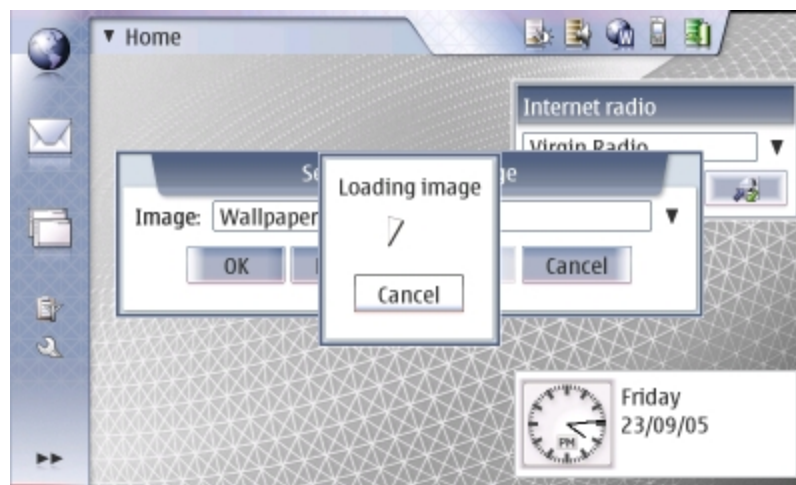 Home
Internet radio
Virgin Radio
Se
ge
Loading image
Image:
Wallpaper
OK
Cancel
Cancel
Friday
23/09/05
PM